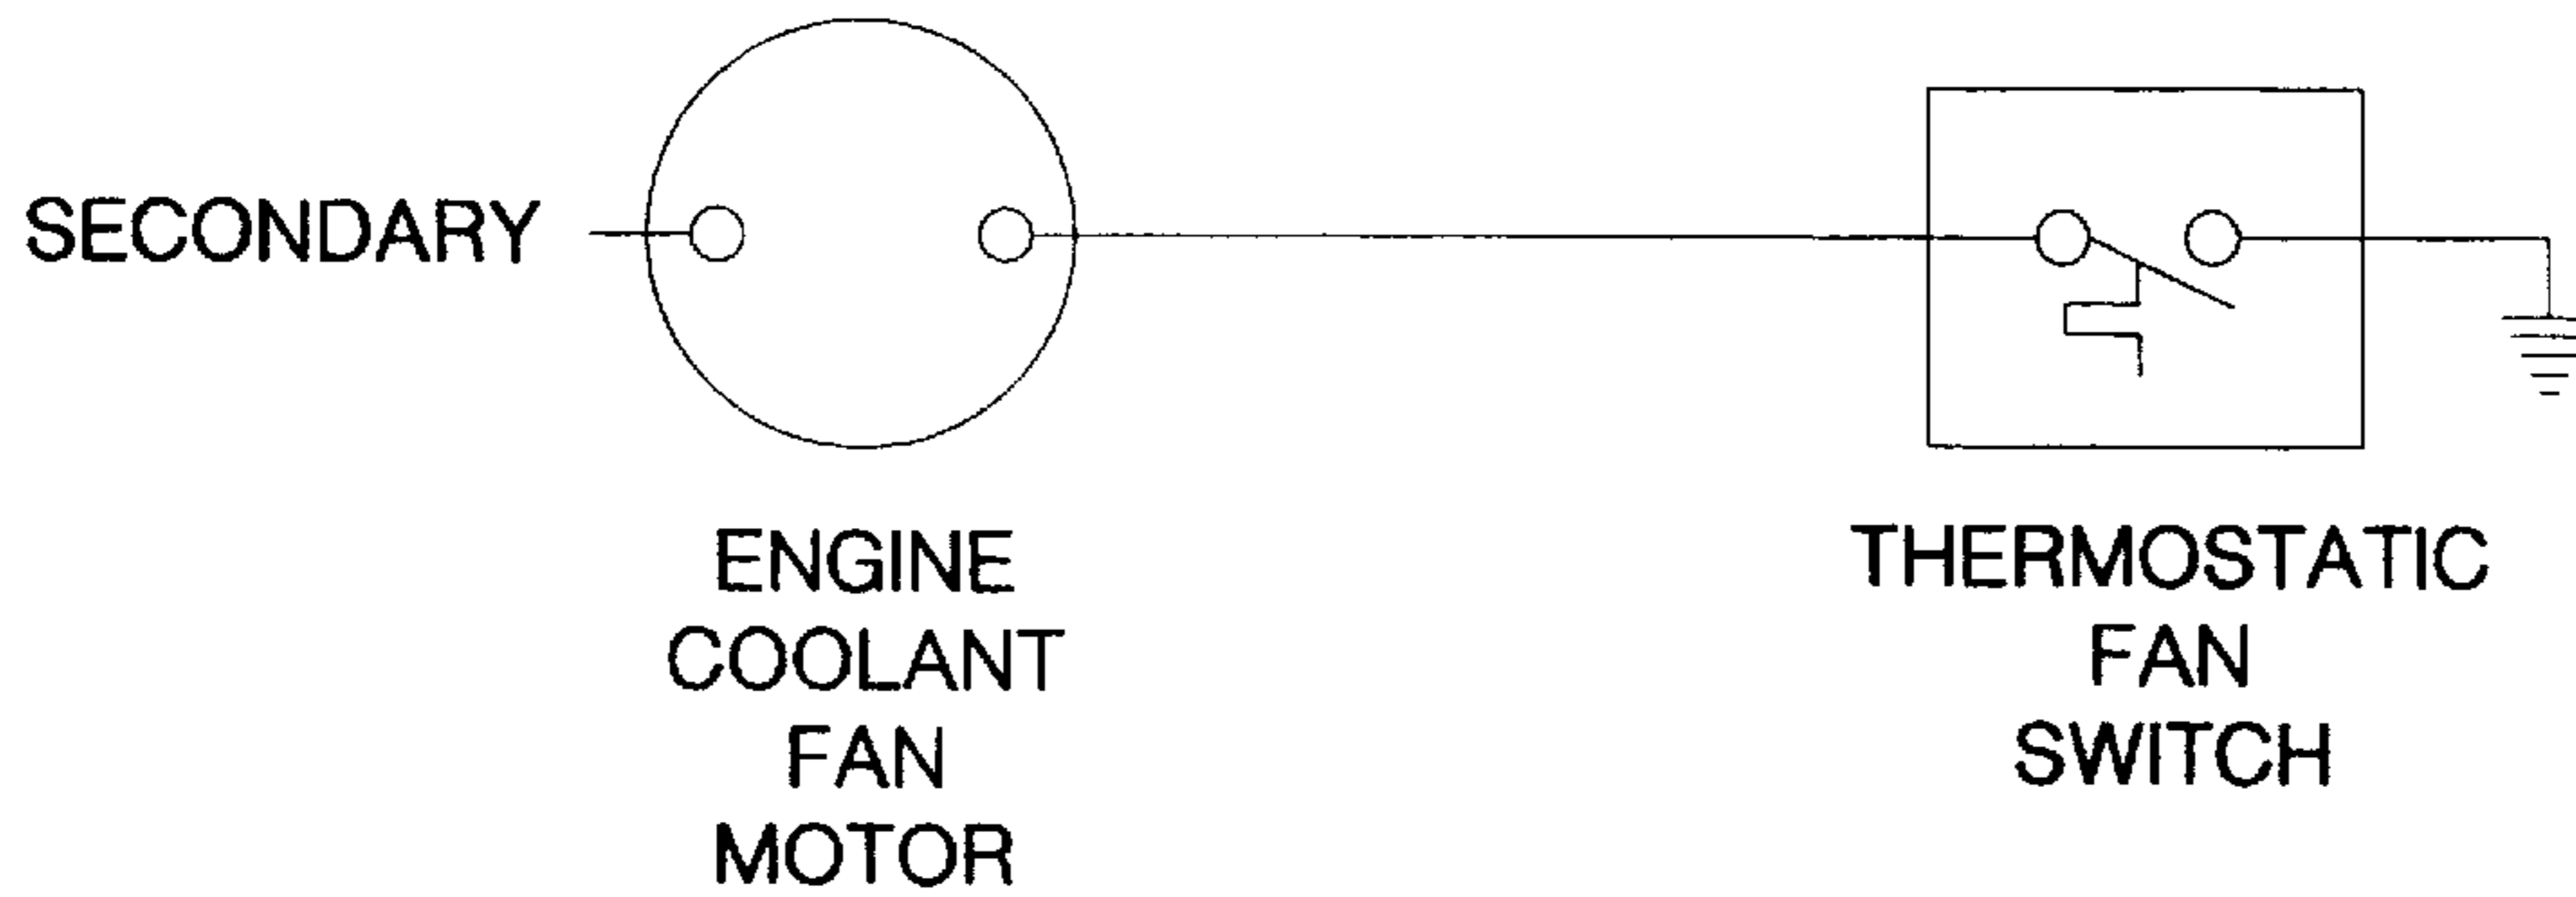 SECONDARY
ENGINE
COOLANT
FAN
MOTOR
THERMOSTATIC
FAN
SWITCH